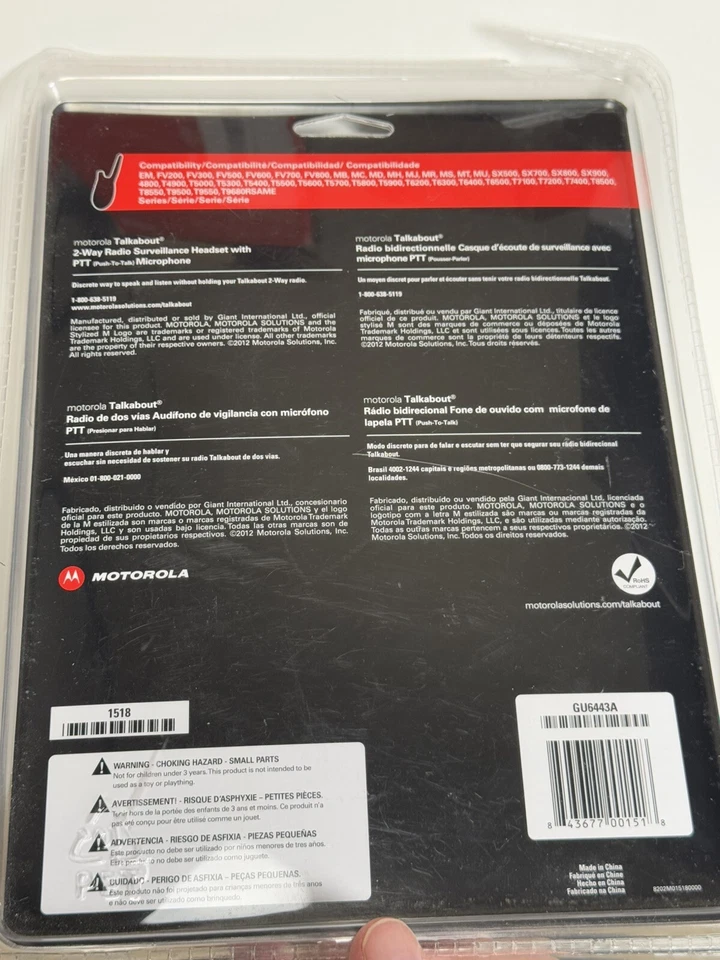 Compatibility/Compatibilité/Compatibilidad/ Compatibilidade
EM, FV200, FV300, FV500, FV600, FV700, FV800, MB, MC, MD, MH, MJ, MR, MS, MT, MU, SX500, SX700, SX800, SX900,
4800, T4900, T5000, T5300, T5400, T5500, T5600, T5700, T5800, T5900, T6200, T6300, T6400, T6500, T7100, T7200, T7400, T8500,
T8550, T9500, T9550, T9680RSAME
Series/Série/Serie/Série
motorola Talkabout®
2-Way Radio Surveillance Headset with
PTT (Push-To-Talk) Microphone
Discrete way to speak and listen without holding your Talkabout 2-Way radio.
1-800-638-5119
www.motorolasolutions.com/talkabout
Manufactured, distributed or sold by Giant International Ltd., official
licensee for this product. MOTOROLA, MOTOROLA SOLUTIONS and the
Stylized M Logo are trademarks or registered trademarks of Motorola
Trademark Holdings, LLC and are used under license. All other trademarks
are the property of their respective owners. ©2012 Motorola Solutions, Inc.
All rights reserved.
motorola Talkabout®
Radio bidirectionnelle Casque d'écoute de surveillance avec
microphone PTT (Pousser-Parler)
Un moyen discret pour parler et écouter sans tenir votre radio bidirectionnelle Talkabout.
1-800-638-5119
Fabriqué, distribué ou vendu par Giant International Ltd., titulaire de licence
officiel de ce produit. MOTOROLA, MOTOROLA SOLUTIONS et le logo
stylisé M sont des marques de commerce ou déposées de Motorola
Trademark Holdings, LLC et sont utilisées sous licences. Toutes les autres
marques de commerce sont la propriété de leurs détenteurs respectifs.
©2012 Motorola Solutions, Inc. Tous droits réservés.
motorola Talkabout®
Radio de dos vías Audífono de vigilancia con micrófono
PTT (Presionar para Hablar)
Una manera discreta de hablar y
escuchar sin necesidad de sostener su radio Talkabout de dos vías.
México 01-800-021-0000
Fabricado, distribuido o vendido por Giant International Ltd., concesionario
oficial para este producto. MOTOROLA, MOTOROLA SOLUTIONS y el logo
de la M estilizada son marcas o marcas registradas de Motorola Trademark
Holdings, LLC y son usadas bajo licencia. Todas las otras marcas son de
propiedad de sus propietarios respectivos. ©2012 Motorola Solutions, Inc.
Todos los derechos reservados.
motorola Talkabout®
Rádio bidirecional Fone de ouvido com microfone de
lapela PTT (Push-To-Talk)
Modo discreto para de falar e escutar sem ter que segurar seu rádio bidirecional
Talkabout.
Brasil 4002-1244 capitais e regiões metropolitanas ou 0800-773-1244 demais
localidades.
Fabricado, distribuído ou vendido pela Giant Internacional Ltd, licenciada
oficial para este produto. MOTOROLA, MOTOROLA SOLUTIONS e o
logotipo com a letra M estilizada são marcas ou marcas registradas da
Motorola Trademark Holdings, LLC, e são utilizadas mediante autorização.
Todas as outras marcas pertencem a seus respectivos proprietários. ©2012
Motorola Solutions, Inc. Todos os direitos reservados.
MOTOROLA
RoHS
COMPLIANT
motorolasolutions.com/talkabout
1518
GU6443A
WARNING - CHOKING HAZARD - SMALL PARTS
Not for children under 3 years. This product is not intended to be
used as a toy or plaything.
AVERTISSEMENT! - RISQUE D'ASPHYXIE – PETITES PIÈCES.
Tenir hors de la portée des enfants de 3 ans et moins. Ce produit n'a
pas été conçu pour être utilisé comme un jouet.
ADVERTENCIA - RIESGO DE ASFIXIA - PIEZAS PEQUEÑAS
Este producto no debe ser utilizado por niños menores de tres años.
Este producto no debe ser utilizado como juguete.
CUIDADO - PERIGO DE ASFIXIA - PEÇAS PEQUENAS.
Este produto não foi projetado para crianças menores de três anos
e não deve ser utilizado como brinquedo.
8 43677 00151 8
Made in China
Fabriqué en Chine
Hecho en China
Fabricado na China
8202M015180000